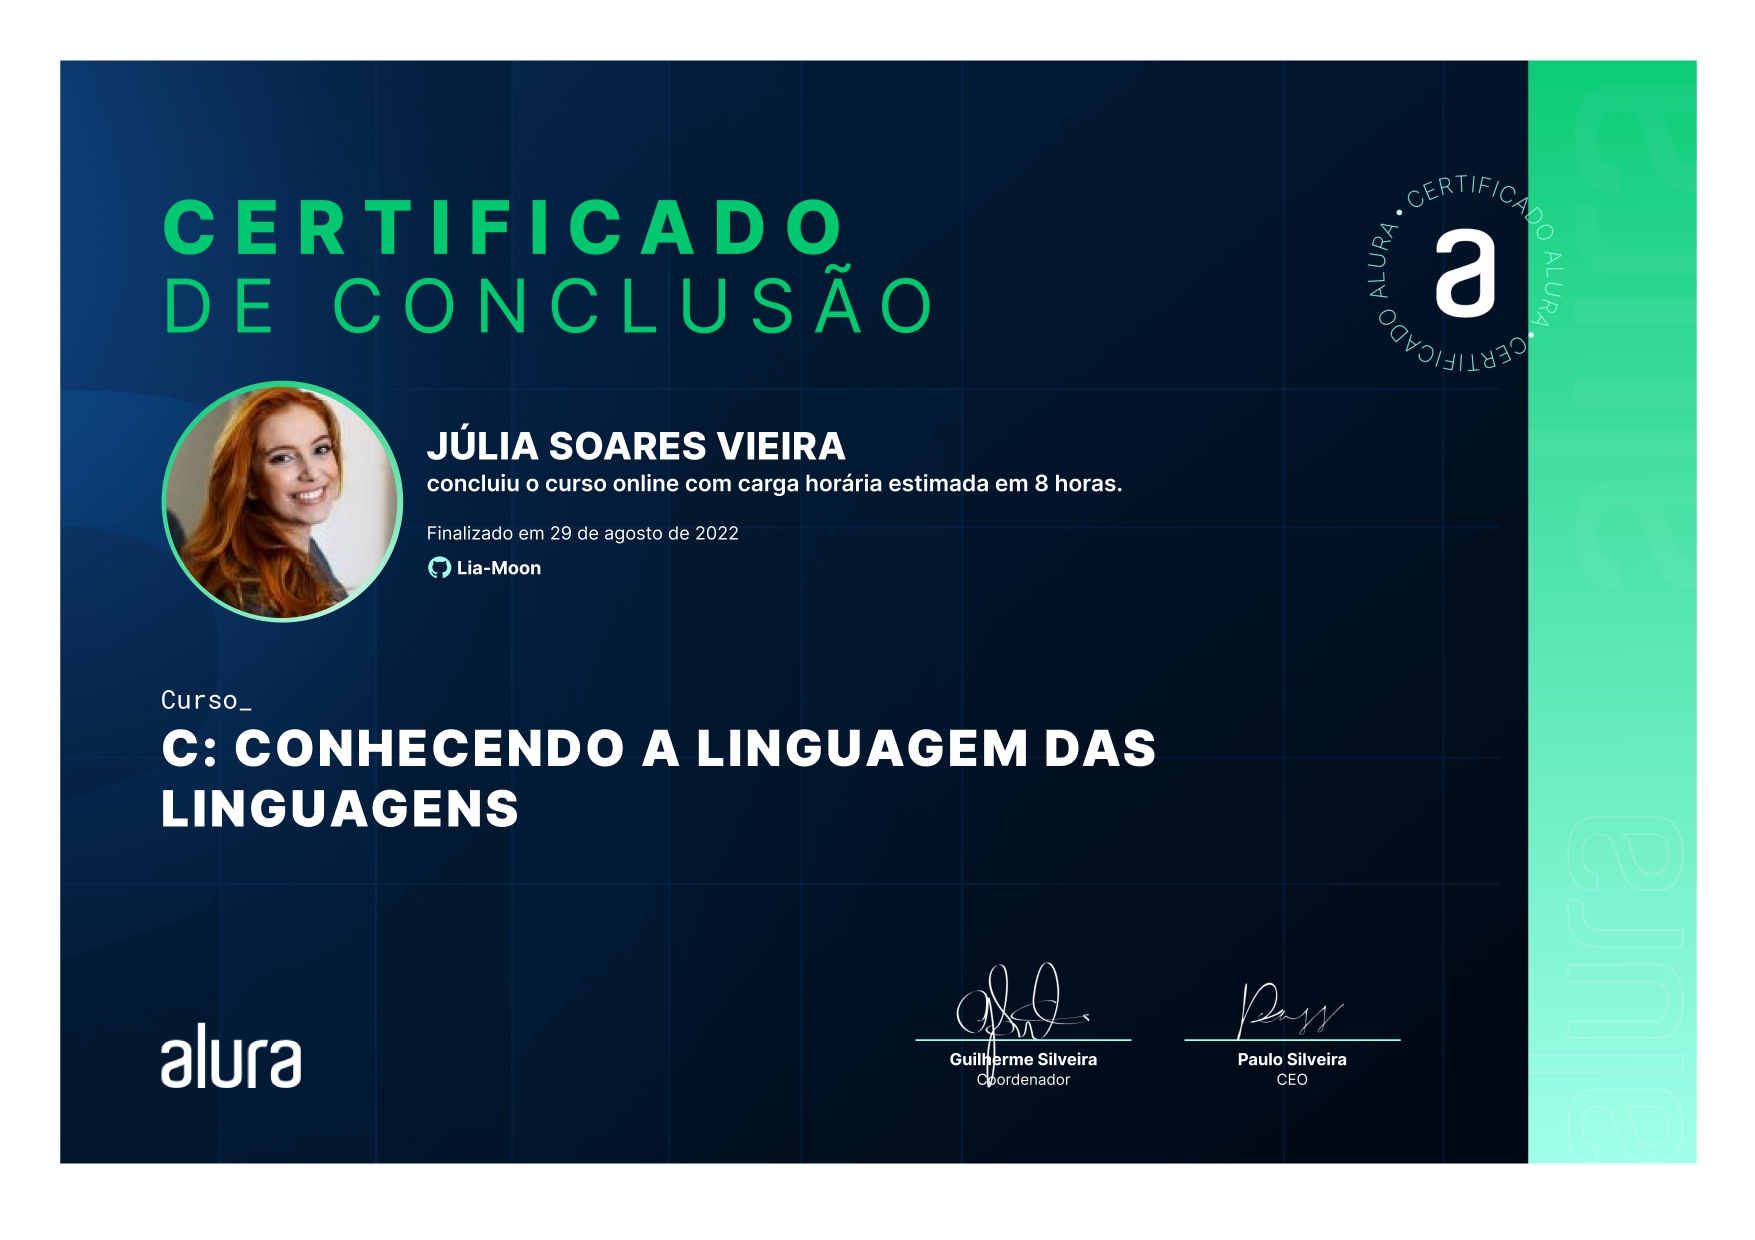 CERTIFICADO
DE CONCLUSÃO
CERTIFICADO ALURA • CERTIFICADO ALURA •
a
JÚLIA SOARES VIEIRA
concluiu o curso online com carga horária estimada em 8 horas.
Finalizado em 29 de agosto de 2022
Lia-Moon
Curso_
C: CONHECENDO A LINGUAGEM DAS
LINGUAGENS
alura
Guilherme Silveira
Coordenador
Paulo Silveira
CEO
alura
alura